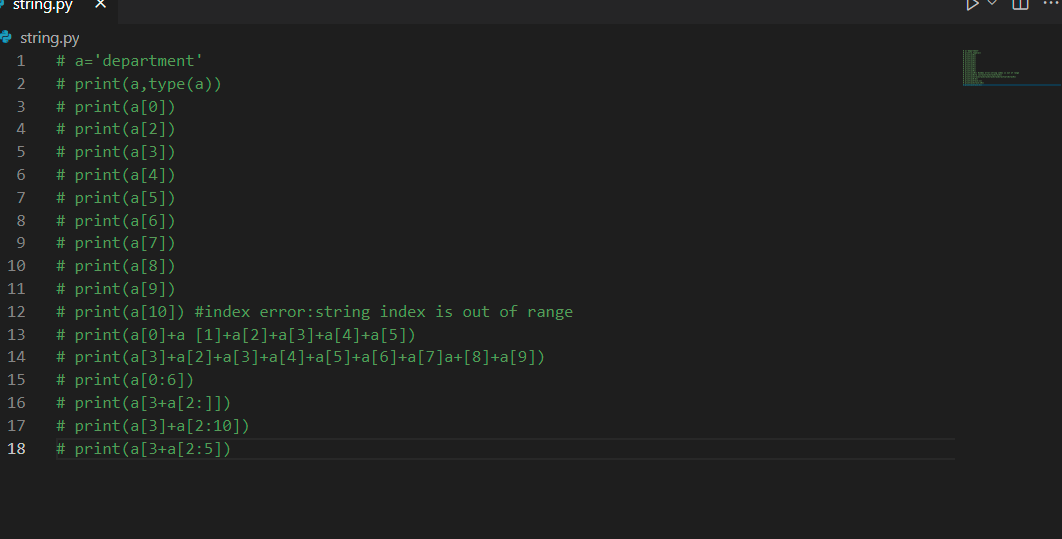 string.py
string.py
1 # a='department'
2 # print(a,type(a))
3 # print(a[0])
4 # print(a[2])
5 # print(a[3])
6 # print(a[4])
7 # print(a[5])
8 # print(a[6])
9 # print(a[7])
10 # print(a[8])
11 # print(a[9])
12 # print(a[10]) #index error:string index is out of range
13 # print(a[0]+a [1]+a[2]+a[3]+a[4]+a[5])
14 # print(a[3]+a[2]+a[3]+a[4]+a[5]+a[6]+a[7]a+[8]+a[9])
15 # print(a[0:6])
16 # print(a[3+a[2:]])
17 # print(a[3]+a[2:10])
18 # print(a[3+a[2:5])